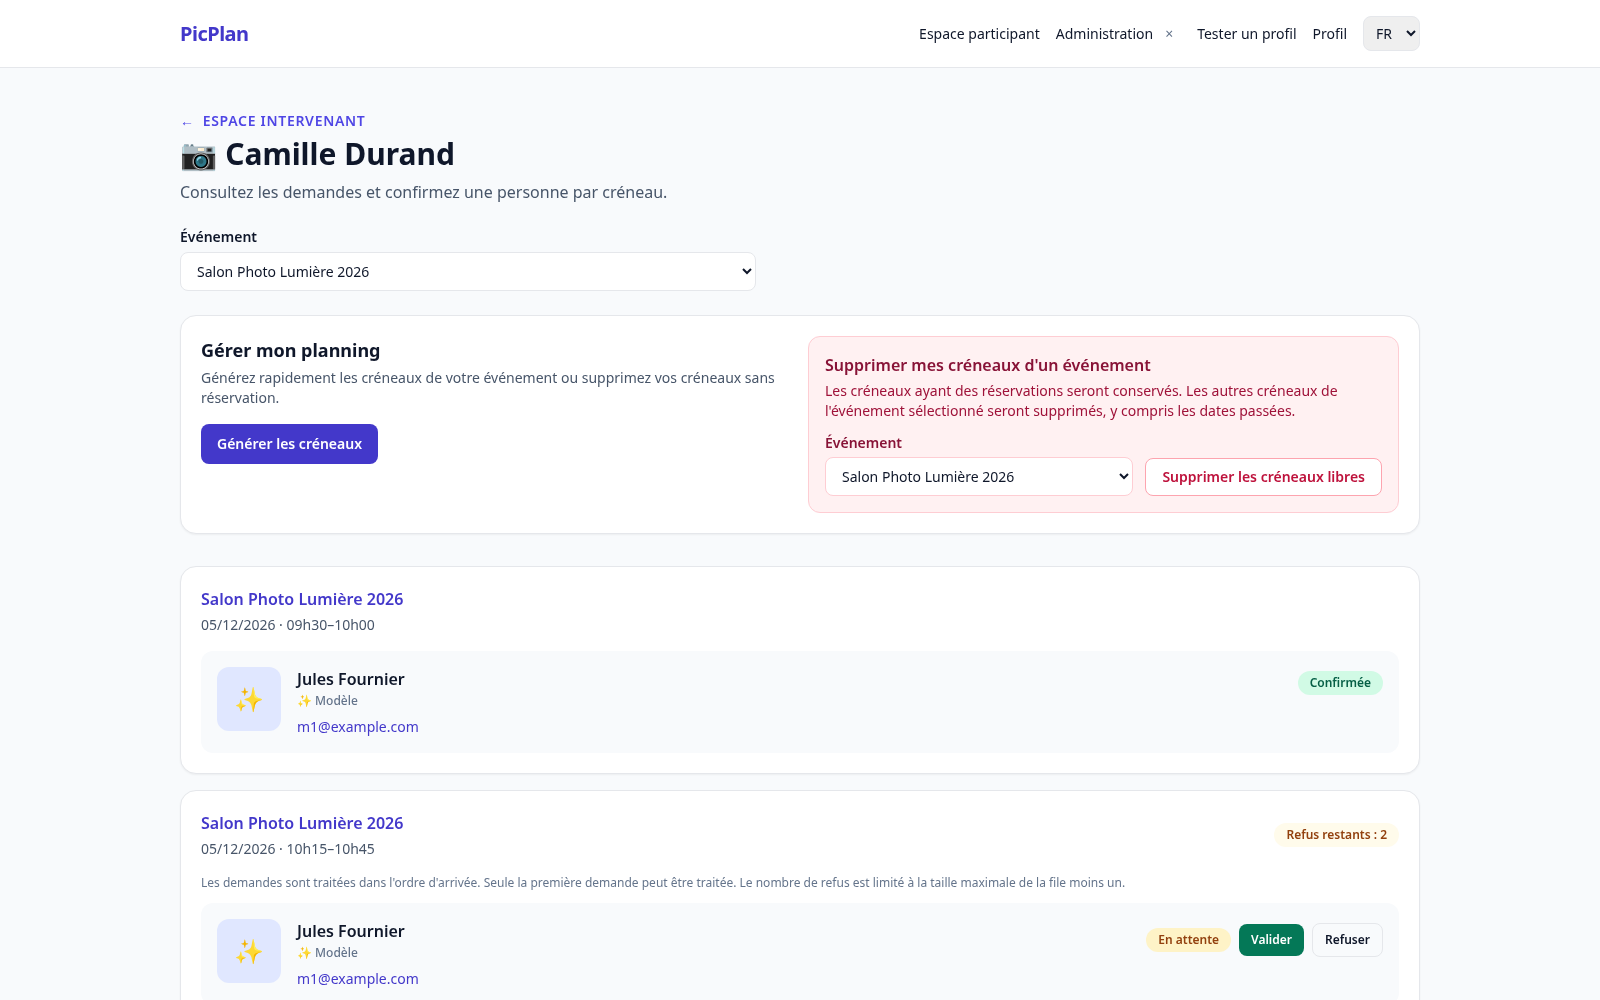 PicPlan
Espace participant
Administration ×
Tester un profil
Profil
FR
← ESPACE INTERVENANT
Camille Durand
Consultez les demandes et confirmez une personne par créneau.
Événement
Salon Photo Lumière 2026
Gérer mon planning
Générez rapidement les créneaux de votre événement ou supprimez vos créneaux sans
réservation.
Générer les créneaux
Supprimer mes créneaux d'un événement
Les créneaux ayant des réservations seront conservés. Les autres créneaux de
l'événement sélectionné seront supprimés, y compris les dates passées.
Événement
Salon Photo Lumière 2026
Supprimer les créneaux libres
Salon Photo Lumière 2026
05/12/2026 · 09h30–10h00
Jules Fournier
Modèle
m1@example.com
Confirmée
Salon Photo Lumière 2026
05/12/2026 · 10h15–10h45
Refus restants : 2
Les demandes sont traitées dans l'ordre d'arrivée. Seule la première demande peut être traitée. Le nombre de refus est limité à la taille maximale de la file moins un.
Jules Fournier
Modèle
m1@example.com
En attente
Valider
Refuser